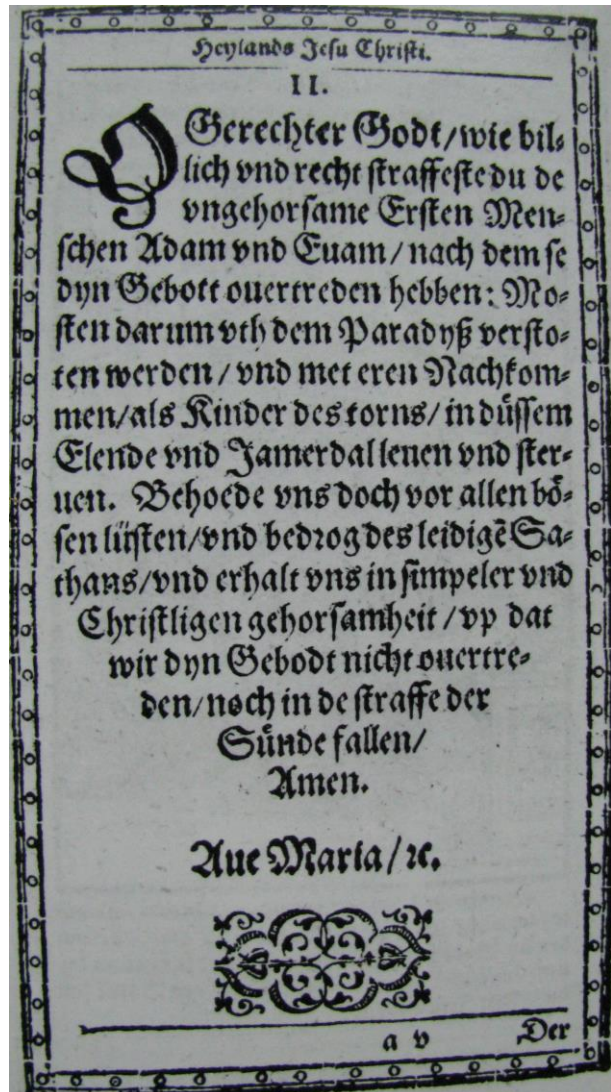 Heylands Jesu Christi.
II.
O Gerechter Godt/wie bil-
lich vnd recht straffeste du de
vngehorsame Ersten Men-
schen Adam vnd Euam/nach dem se
dyn Gebott ouertreden hebben: Mo-
sten darum vth dem Paradyß versto-
ten werden/vnd met eren Nachkom-
men/als Kinder des torns/in düssem
Elende vnd Jamerdal leuen vnd ster-
uen. Behoede vns doch vor allen bö-
sen lüsten/vnd bedrog des leidigẽ Sa-
thans/vnd erhalt vns in simpeler vnd
Christligen gehorsamheit/vp dat
wir dyn Gebodt nicht ouertre-
den/noch in de straffe der
Sünde fallen/
Amen.
Aue Maria/ꝛc.
a v Der